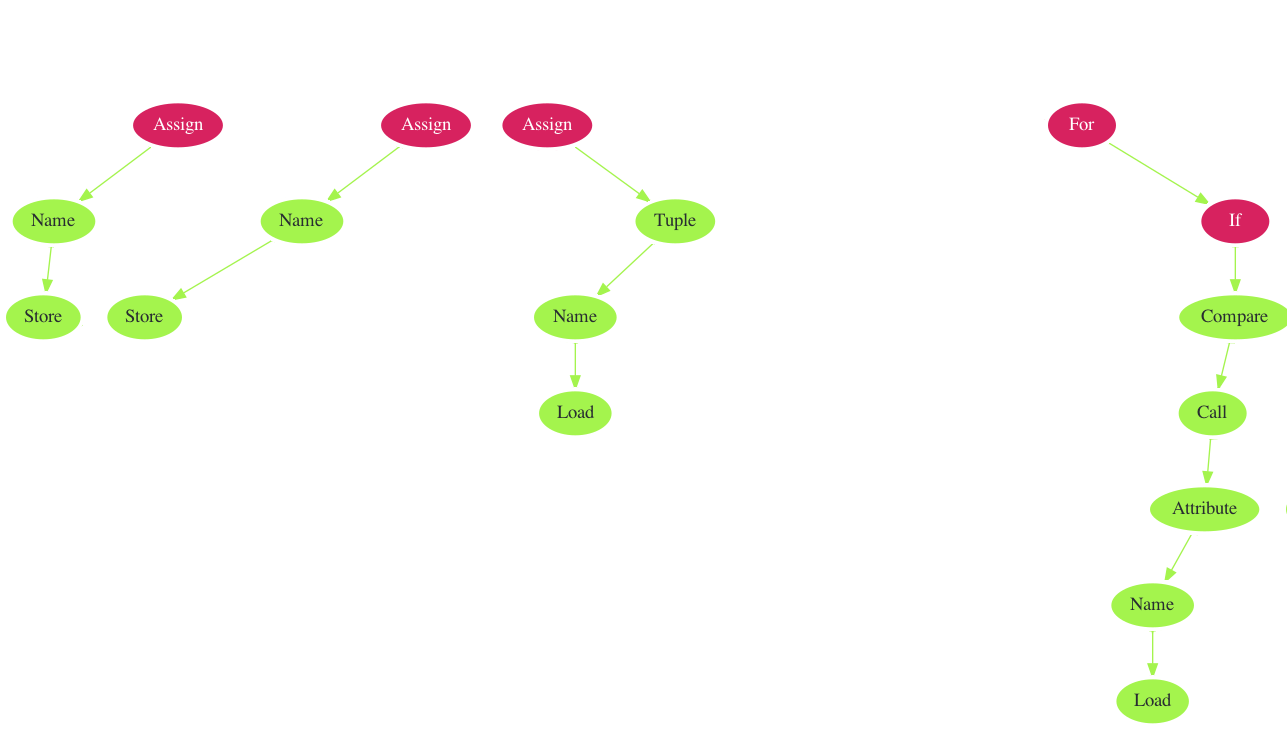 Assign Assign Assign For
Name Name Tuple If
Store Store Name Compare
Load Call
Attribute
Name
Load